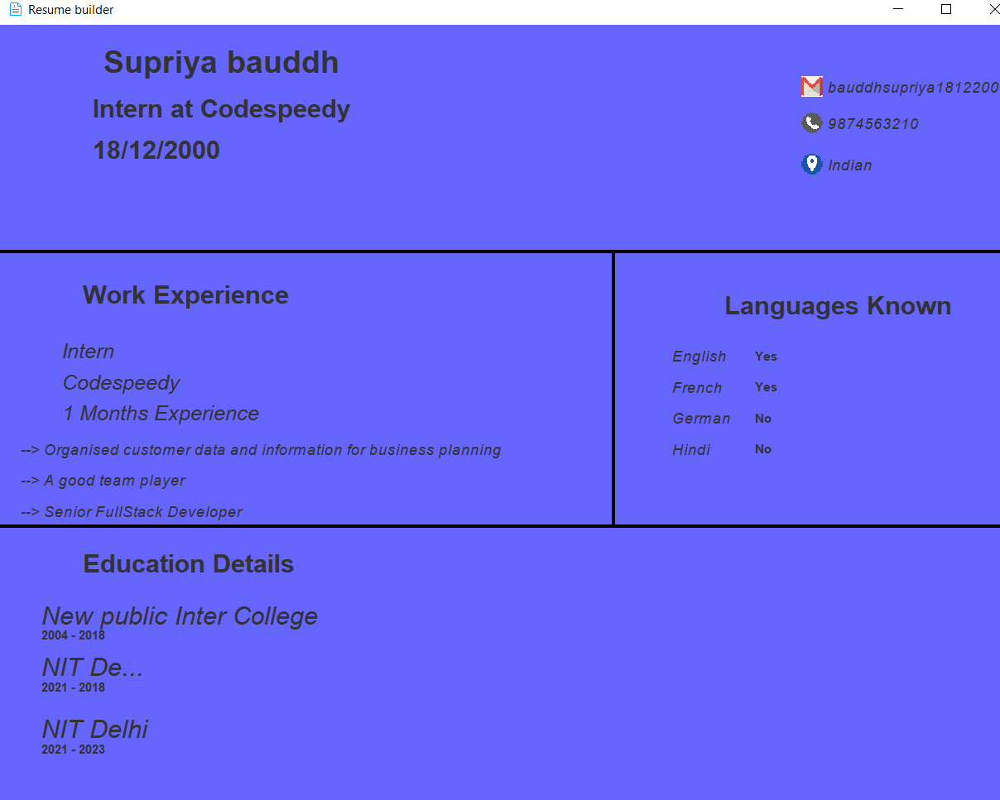 Resume builder
Supriya bauddh
Intern at Codespeedy
18/12/2000
bauddhsupriya1812200
9874563210
Indian
Work Experience
Intern
Codespeedy
1 Months Experience
--> Organised customer data and information for business planning
--> A good team player
--> Senior FullStack Developer
Languages Known
English Yes
French Yes
German No
Hindi No
Education Details
New public Inter College
2004 - 2018
NIT De...
2021 - 2018
NIT Delhi
2021 - 2023